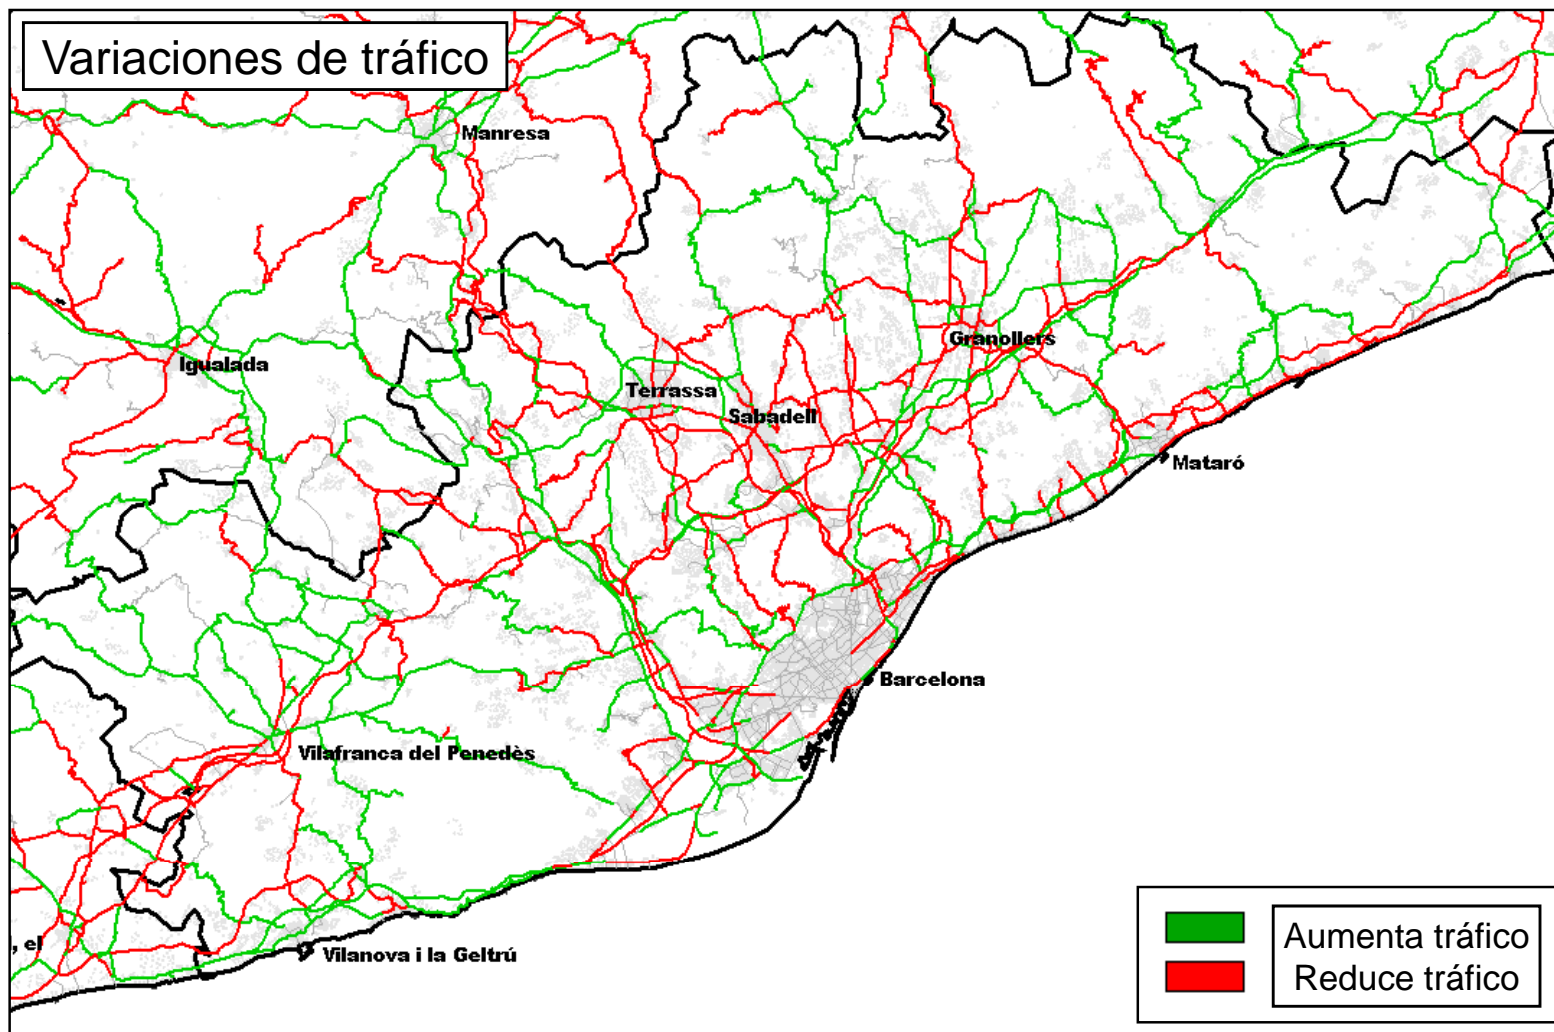 Variaciones de tráfico
Manresa
Igualada
Granollers
Terrassa
Sabadell
Mataró
Barcelona
Vilafranca del Penedès
, el
Vilanova i la Geltrú
Aumenta tráfico
Reduce tráfico